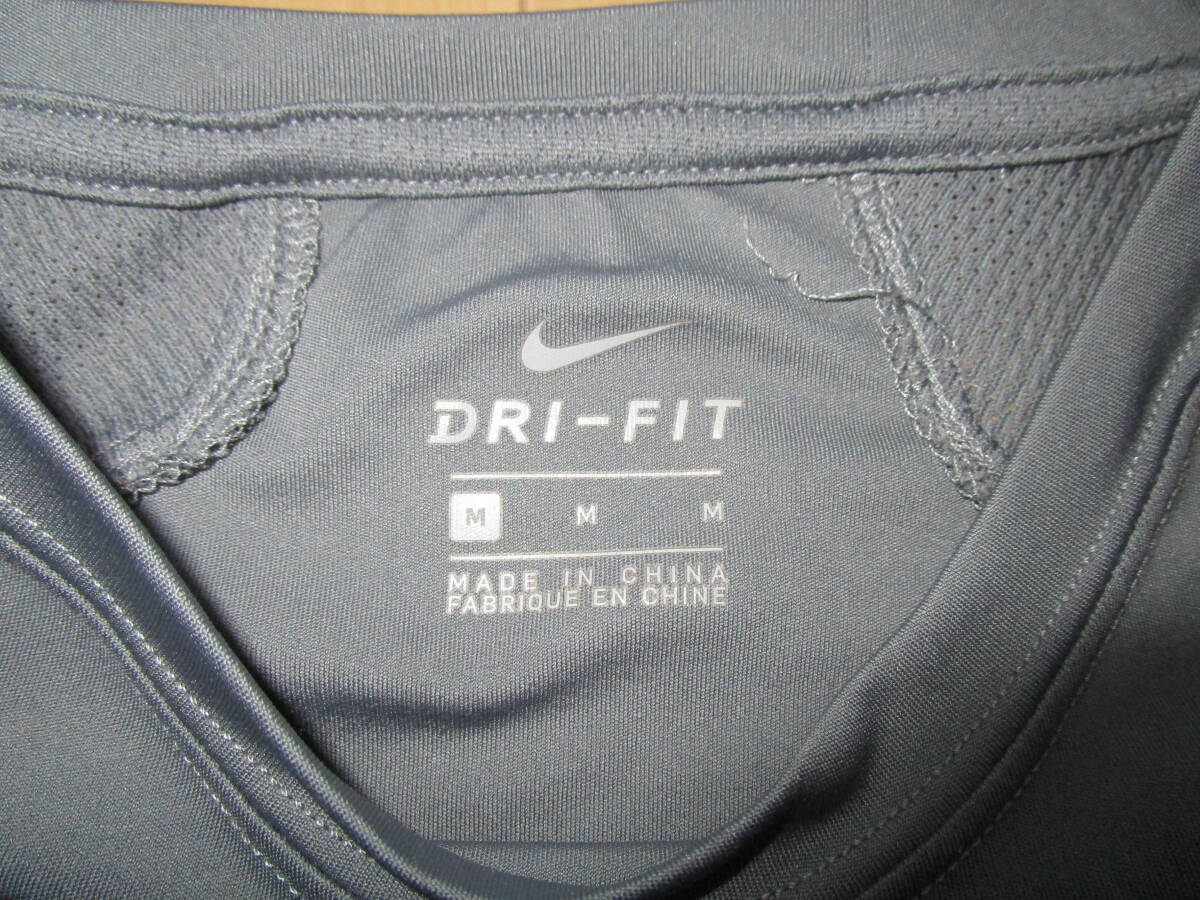 DRI-FIT
M M M
MADE IN CHINA
FABRIQUE EN CHINE